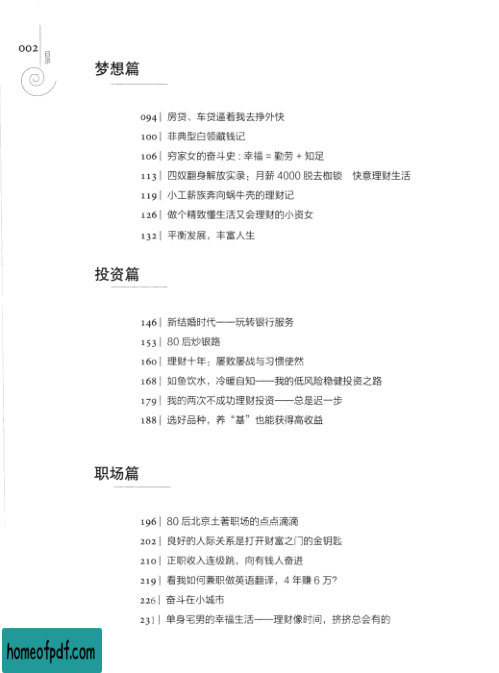 002
目录
梦想篇
094| 房贷、车贷逼着我去挣外快
100| 非典型白领藏钱记
106| 穷家女的奋斗史：幸福 = 勤劳 + 知足
113| 四奴翻身解放实录：月薪 4000 脱去枷锁 快意理财生活
119| 小工薪族奔向蜗牛壳的理财记
126| 做个精致懂生活又会理财的小资女
132| 平衡发展，丰富人生
投资篇
146| 新结婚时代——玩转银行服务
153| 80 后炒银路
160| 理财十年：屡败屡战与习惯使然
168| 如鱼饮水，冷暖自知——我的低风险稳健投资之路
179| 我的两次不成功理财投资——总是迟一步
188| 选好品种，养“基”也能获得高收益
职场篇
196| 80 后北京土著职场的点点滴滴
202| 良好的人际关系是打开财富之门的金钥匙
210| 正职收入连级跳，向有钱人奋进
219| 看我如何兼职做英语翻译，4 年赚 6 万？
226| 奋斗在小城市
231| 单身宅男的幸福生活——理财像时间，挤挤总会有的
homeofpdf.com